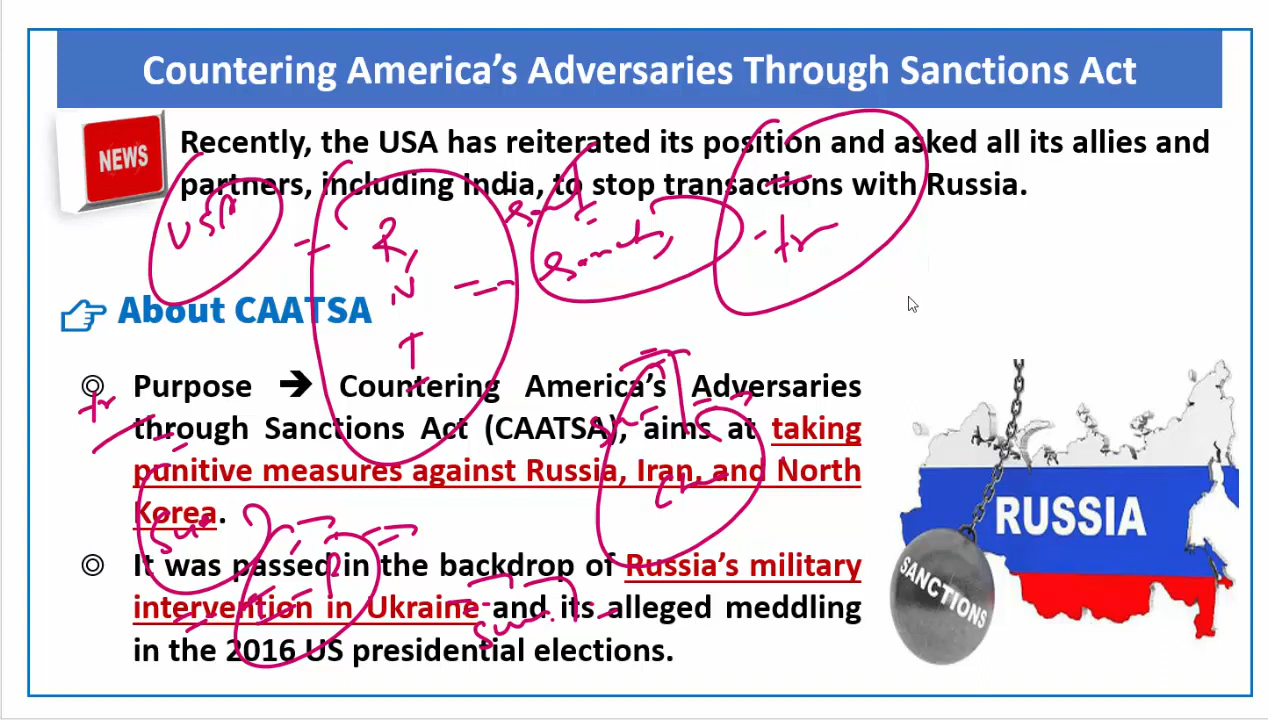 Countering America's Adversaries Through Sanctions Act
NEWS
Recently, the USA has reiterated its position and asked all its allies and
partners, including India, to stop transactions with Russia.
USA
R,
N
I
tr
About CAATSA
Purpose ➔ Countering America's Adversaries
through Sanctions Act (CAATSA), aims at taking
punitive measures against Russia, Iran, and North
Korea.
It was passed in the backdrop of Russia's military
intervention in Ukraine and its alleged meddling
in the 2016 US presidential elections.
RUSSIA
SANCTIONS